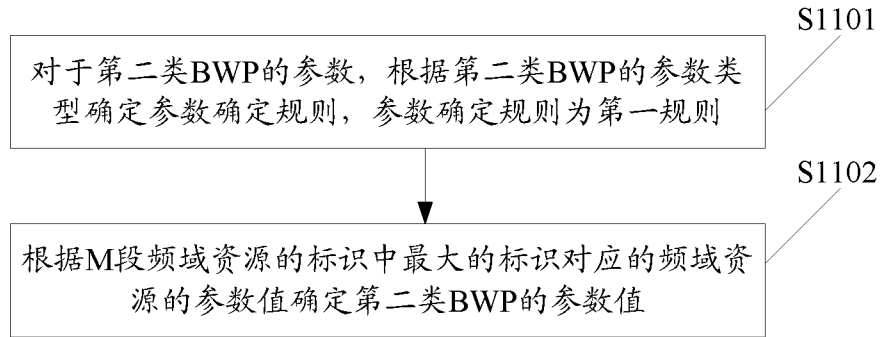 S1101
对于第二类BWP的参数，根据第二类BWP的参数类
型确定参数确定规则，参数确定规则为第一规则
S1102
根据M段频域资源的标识中最大的标识对应的频域资
源的参数值确定第二类BWP的参数值